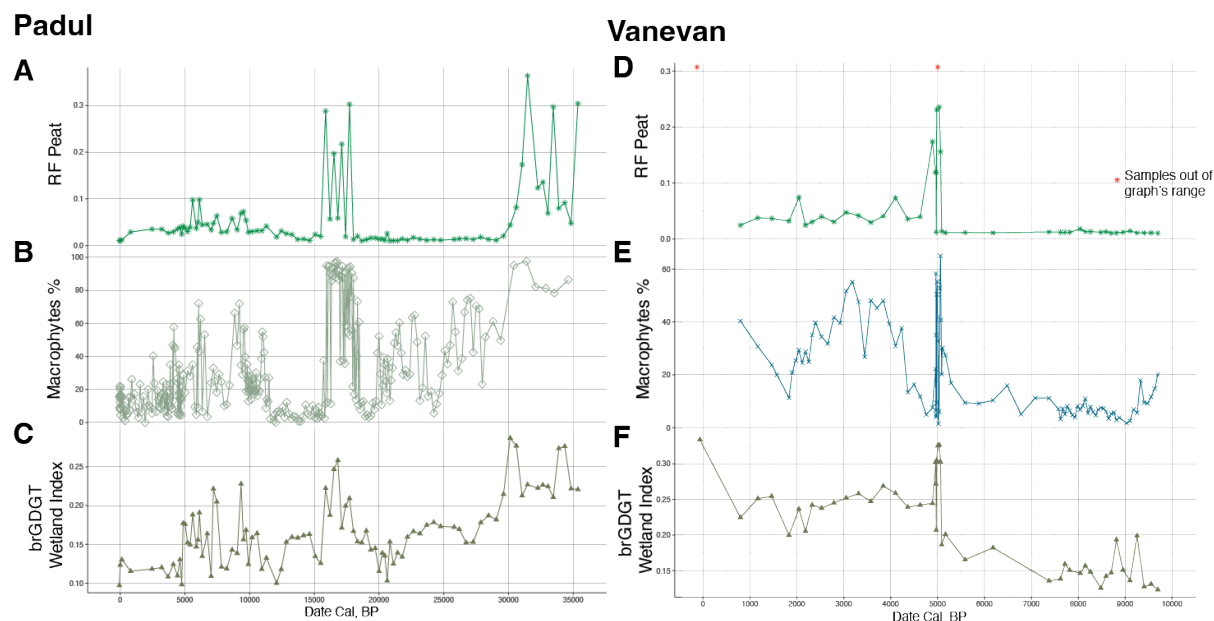 Padul
A
RF Peat
0.3
0.2
0.1
0.0
B
Macrophytes %
100
80
60
40
20
0
C
brGDGT
Wetland Index
0.25
0.20
0.15
0.10
0 5000 10000 15000 20000 25000 30000 35000
Date Cal, BP
Vanevan
D
RF Peat
0.3
0.2
0.1
0.0
* Samples out of
graph's range
E
Macrophytes %
60
40
20
0
F
brGDGT
Wetland Index
0.30
0.25
0.20
0.15
0 1000 2000 3000 4000 5000 6000 7000 8000 9000 10000
Date Cal, BP